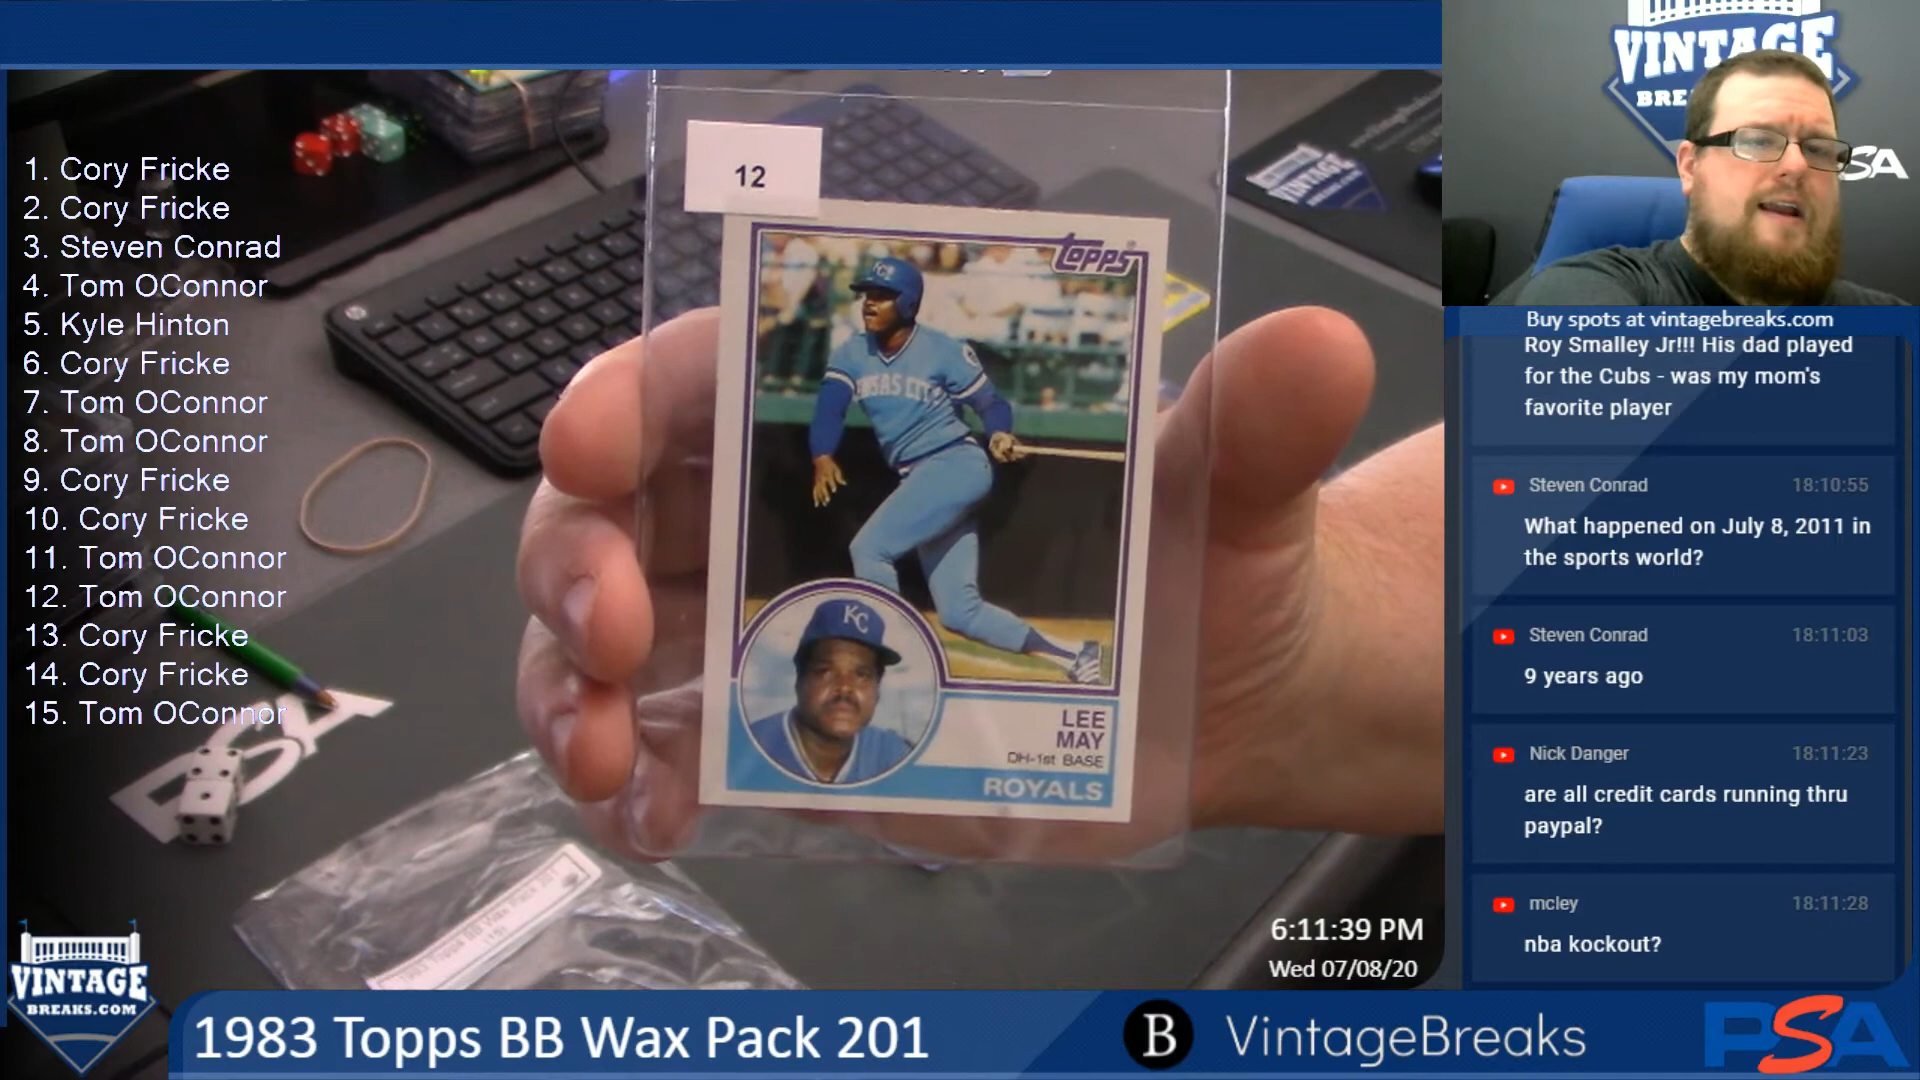 1. Cory Fricke
2. Cory Fricke
3. Steven Conrad
4. Tom OConnor
5. Kyle Hinton
6. Cory Fricke
7. Tom OConnor
8. Tom OConnor
9. Cory Fricke
10. Cory Fricke
11. Tom OConnor
12. Tom OConnor
13. Cory Fricke
14. Cory Fricke
15. Tom OConnor
12
topps
KC
LEE
MAY
DH-1st BASE
ROYALS
VINTAGE
6:11:39 PM
Wed 07/08/20
VINTAGE
BRE
SA
Buy spots at vintagebreaks.com
Roy Smalley Jr!!! His dad played
for the Cubs - was my mom's
favorite player
Steven Conrad 18:10:55
What happened on July 8, 2011 in
the sports world?
Steven Conrad 18:11:03
9 years ago
Nick Danger 18:11:23
are all credit cards running thru
paypal?
mcley 18:11:28
nba kockout?
VINTAGE
BREAKS.COM
1983 Topps BB Wax Pack 201
B VintageBreaks
PSA